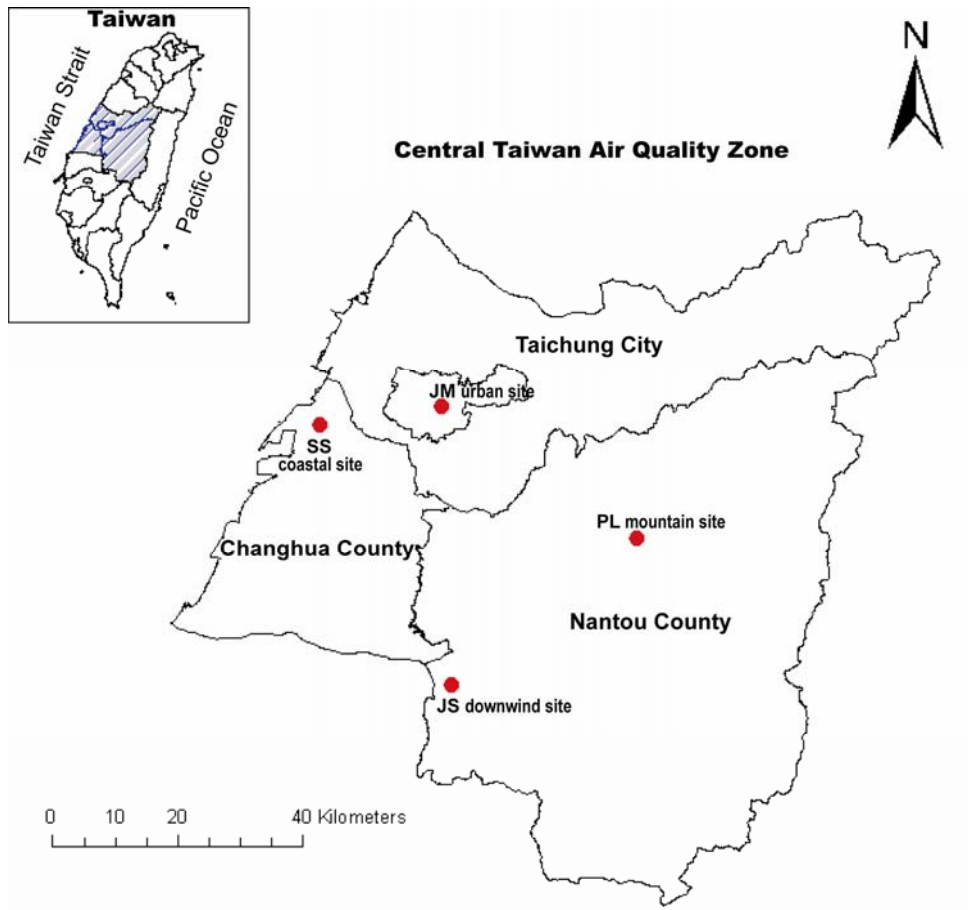 Taiwan
Taiwan Strait
Pacific Ocean
N
Central Taiwan Air Quality Zone
Taichung City
JM urban site
SS
coastal site
PL mountain site
Changhua County
Nantou County
JS downwind site
0 10 20 40 Kilometers